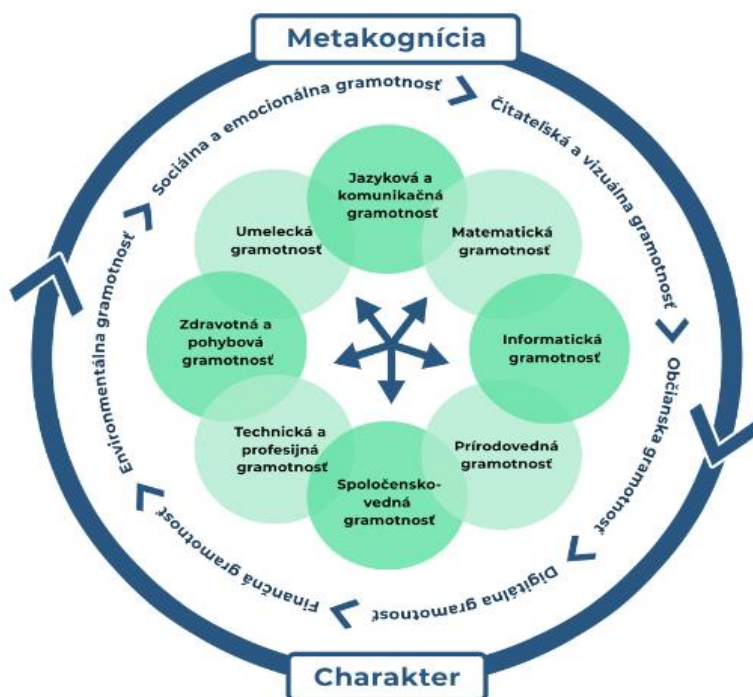 Metakognícia
Sociálna a emocionálna gramotnosť
Čitateľská a vizuálna gramotnosť
Občianska gramotnosť
Digitálna gramotnosť
Finančná gramotnosť
Environmentálna gramotnosť
Jazyková a
komunikačná
gramotnosť
Matematická
gramotnosť
Informatická
gramotnosť
Prírodovedná
gramotnosť
Spoločensko-
vedná
gramotnosť
Technická a
profesijná
gramotnosť
Zdravotná a
pohybová
gramotnosť
Umelecká
gramotnosť
Charakter